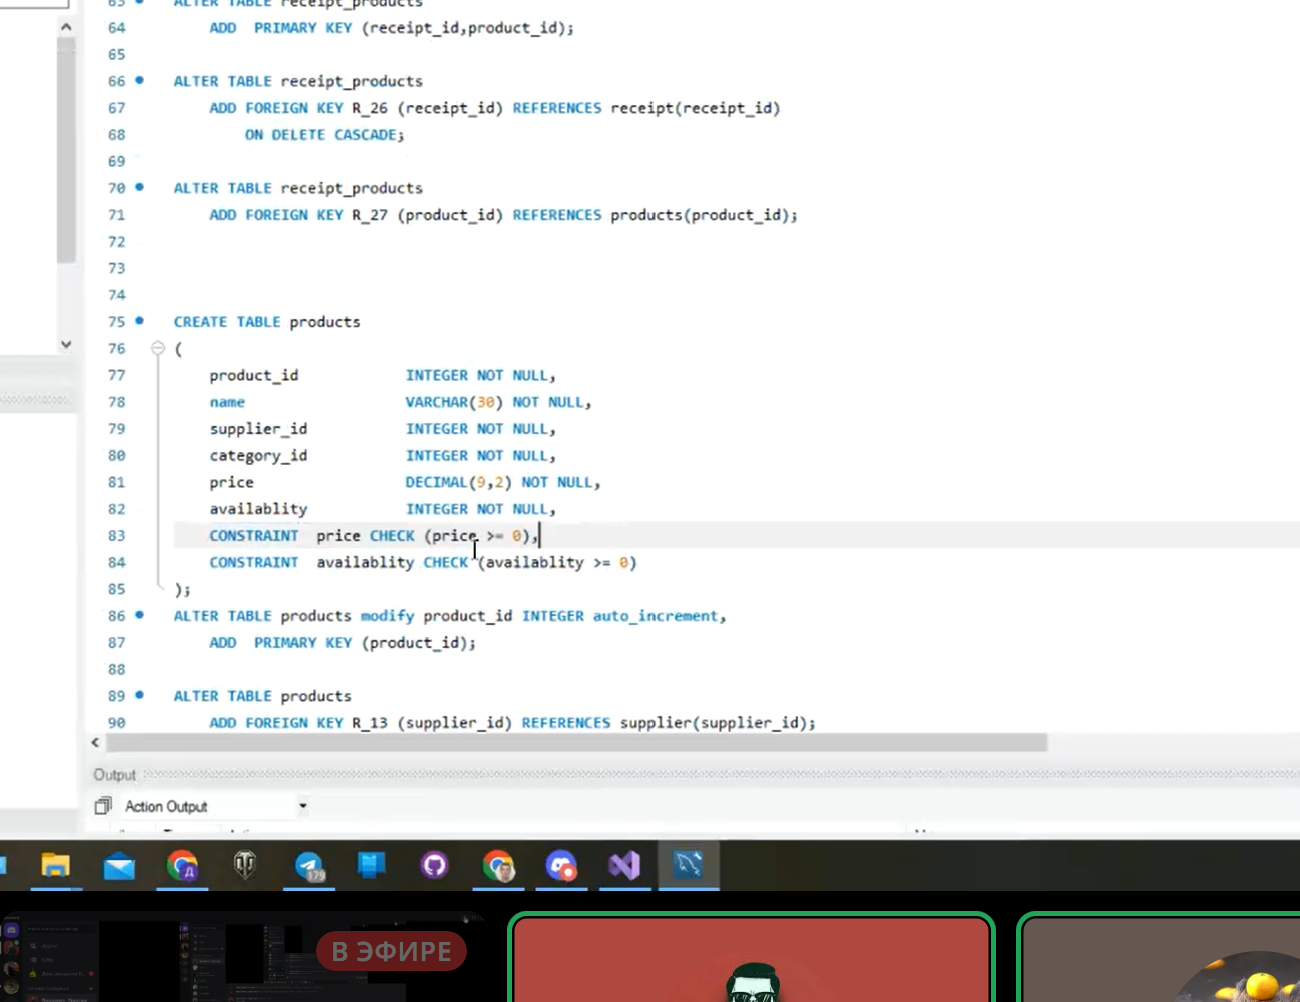 63 ALTER TABLE receipt_products
64 ADD PRIMARY KEY (receipt_id,product_id);
65
66 ALTER TABLE receipt_products
67 ADD FOREIGN KEY R_26 (receipt_id) REFERENCES receipt(receipt_id)
68 ON DELETE CASCADE;
69
70 ALTER TABLE receipt_products
71 ADD FOREIGN KEY R_27 (product_id) REFERENCES products(product_id);
72
73
74
75 CREATE TABLE products
76 (
77 product_id INTEGER NOT NULL,
78 name VARCHAR(30) NOT NULL,
79 supplier_id INTEGER NOT NULL,
80 category_id INTEGER NOT NULL,
81 price DECIMAL(9,2) NOT NULL,
82 availablity INTEGER NOT NULL,
83 CONSTRAINT price CHECK (price >= 0),
84 CONSTRAINT availablity CHECK (availablity >= 0)
85 );
86 ALTER TABLE products modify product_id INTEGER auto_increment,
87 ADD PRIMARY KEY (product_id);
88
89 ALTER TABLE products
90 ADD FOREIGN KEY R_13 (supplier_id) REFERENCES supplier(supplier_id);
Output
Action Output
Д
179
В ЭФИРЕ